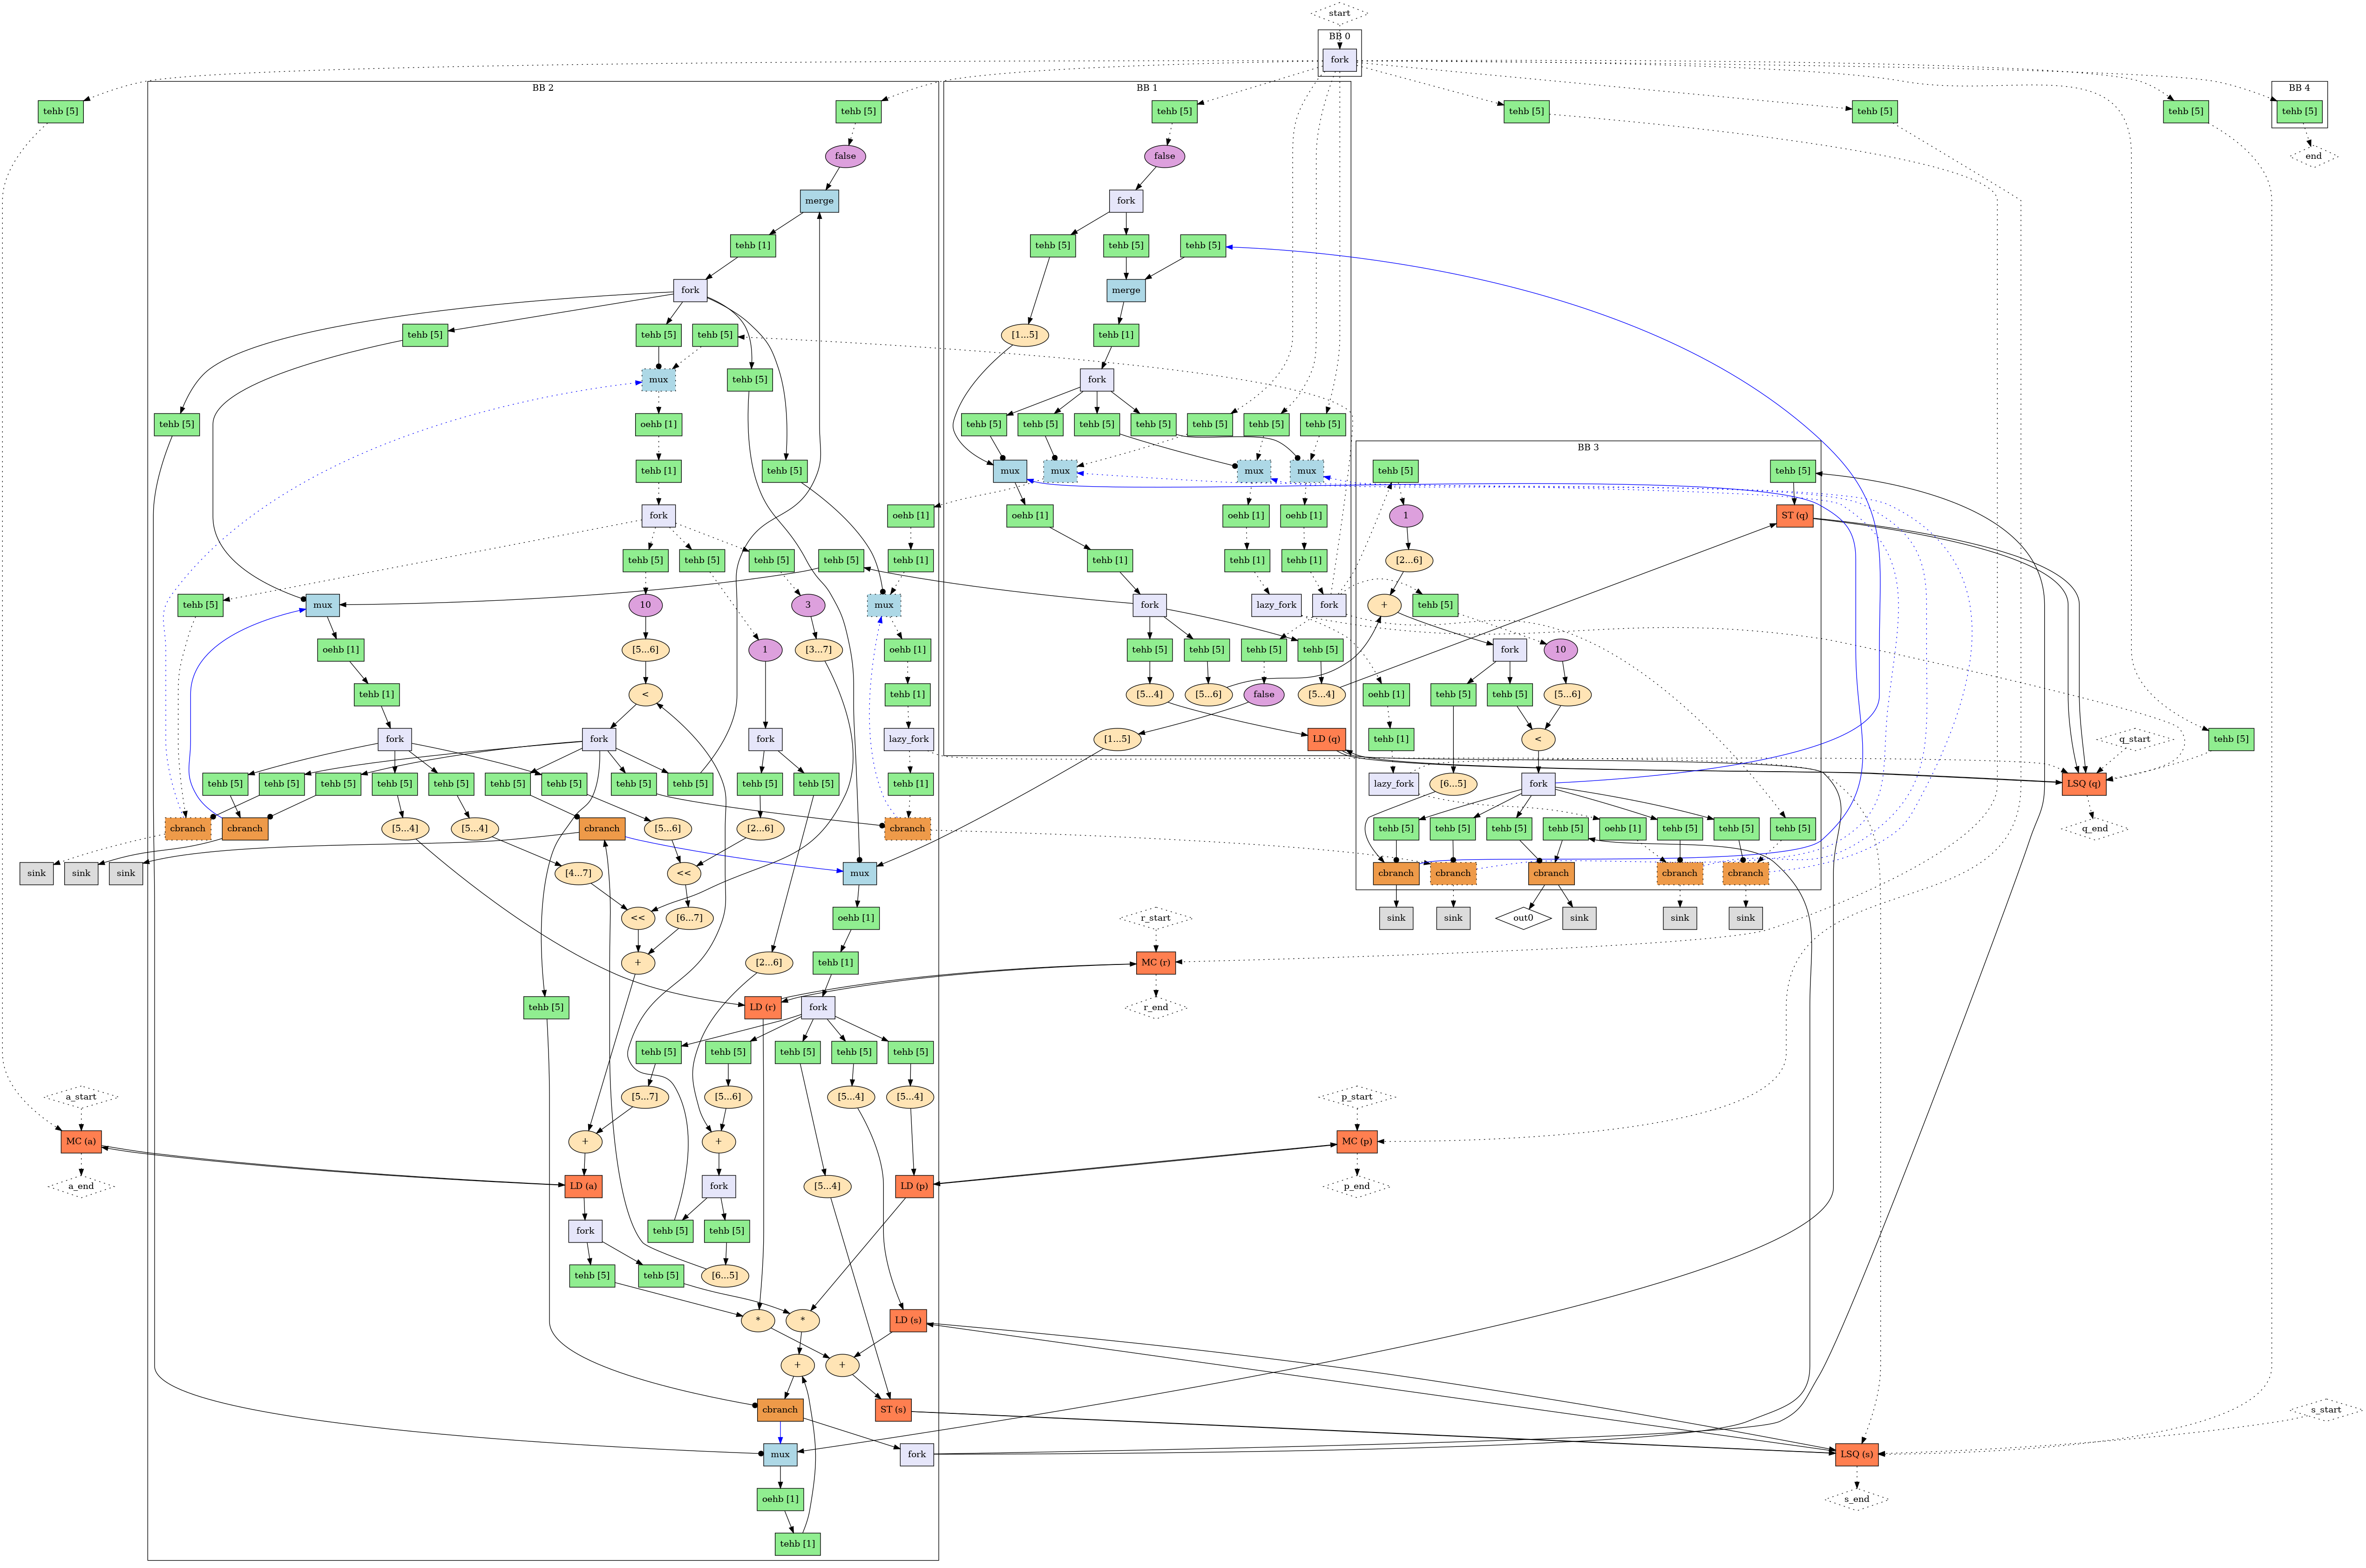 start
BB 0
fork
BB 2
BB 1
BB 4
tehb [5]
tehb [5]
tehb [5]
tehb [5]
tehb [5]
tehb [5]
tehb [5]
false
false
end
merge
fork
tehb [1]
tehb [5]
tehb [5]
tehb [5]
fork
merge
tehb [5]
tehb [5]
tehb [5]
[1...5]
tehb [1]
mux
tehb [5]
fork
tehb [5]
oehb [1]
tehb [5]
tehb [5]
tehb [5]
tehb [5]
tehb [5]
tehb [5]
tehb [5]
BB 3
tehb [1]
tehb [5]
mux
mux
mux
mux
tehb [5]
tehb [5]
fork
oehb [1]
oehb [1]
oehb [1]
oehb [1]
1
ST (q)
tehb [5]
tehb [5]
tehb [5]
tehb [5]
tehb [1]
tehb [1]
tehb [1]
tehb [1]
[2...6]
tehb [5]
mux
10
3
mux
fork
lazy_fork
fork
+
tehb [5]
oehb [1]
[5...6]
1
[3...7]
oehb [1]
tehb [5]
tehb [5]
tehb [5]
tehb [5]
fork
10
tehb [1]
<
tehb [1]
[5...4]
[5...6]
false
[5...4]
oehb [1]
tehb [5]
tehb [5]
[5...6]
fork
fork
fork
lazy_fork
[1...5]
LD (q)
tehb [1]
<
q_start
tehb [5]
tehb [5]
tehb [5]
tehb [5]
tehb [5]
tehb [5]
tehb [5]
tehb [5]
tehb [5]
tehb [5]
tehb [5]
tehb [5]
tehb [1]
lazy_fork
[6...5]
fork
LSQ (q)
cbranch
cbranch
[5...4]
[5...4]
cbranch
[5...6]
[2...6]
cbranch
tehb [5]
tehb [5]
tehb [5]
tehb [5]
oehb [1]
tehb [5]
tehb [5]
tehb [5]
q_end
sink
sink
sink
[4...7]
<<
mux
cbranch
cbranch
cbranch
cbranch
cbranch
<<
[6...7]
oehb [1]
r_start
sink
sink
out0
sink
sink
sink
+
[2...6]
tehb [1]
MC (r)
tehb [5]
LD (r)
fork
r_end
tehb [5]
tehb [5]
tehb [5]
tehb [5]
tehb [5]
a_start
[5...7]
[5...6]
[5...4]
[5...4]
p_start
MC (a)
+
+
MC (p)
a_end
LD (a)
fork
[5...4]
LD (p)
p_end
fork
tehb [5]
tehb [5]
tehb [5]
tehb [5]
[6...5]
*
*
LD (s)
+
+
cbranch
ST (s)
s_start
mux
fork
LSQ (s)
oehb [1]
s_end
tehb [1]